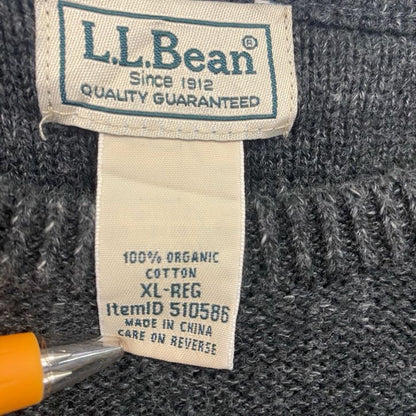 L.L.Bean®
Since 1912
QUALITY GUARANTEED
100% ORGANIC
COTTON
XL-REG
ItemID 510586
MADE IN CHINA
CARE ON REVERSE